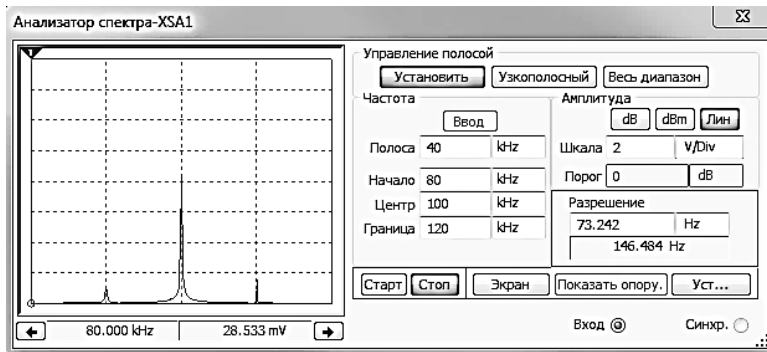 Анализатор спектра-XSA1
1
Управление полосой
Установить Узкополосный Весь диапазон
Частота
Ввод
Полоса 40 kHz
Начало 80 kHz
Центр 100 kHz
Граница 120 kHz
Амплитуда
dB dBm Лин
Шкала 2 V/Div
Порог 0 dB
Разрешение
73.242 Hz
146.484 Hz
Старт Стоп Экран Показать опору. Уст...
80.000 kHz 28.533 mV
Вход Синхр.